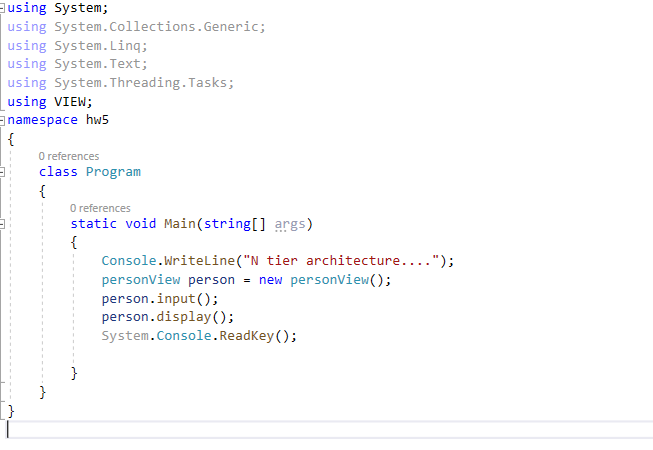 using System;
using System.Collections.Generic;
using System.Linq;
using System.Text;
using System.Threading.Tasks;
using VIEW;
namespace hw5
{
0 references
class Program
{
0 references
static void Main(string[] args)
{
Console.WriteLine("N tier architecture....");
personView person = new personView();
person.input();
person.display();
System.Console.ReadKey();
}
}
}